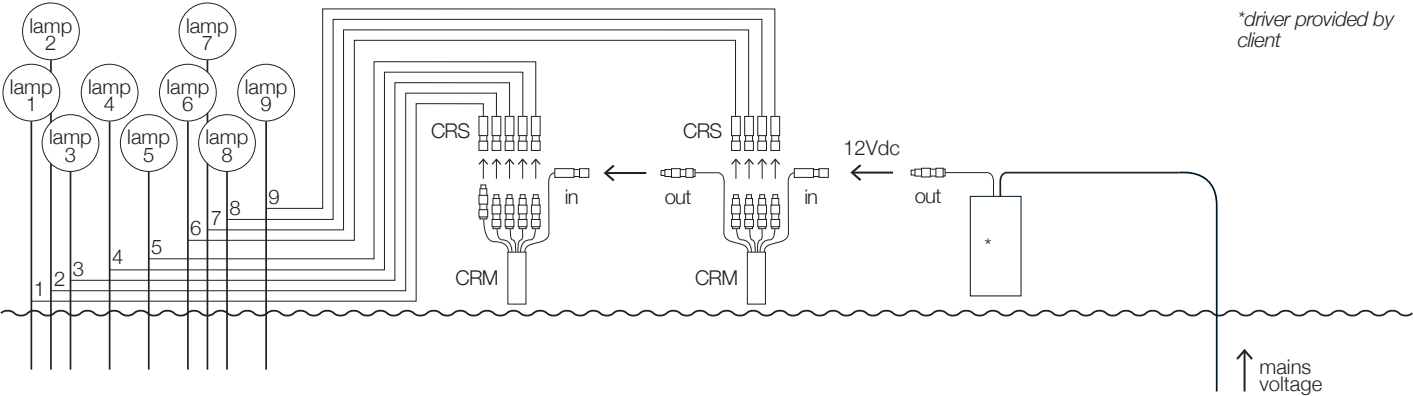 *driver provided by
client
lamp
2
lamp
7
lamp
1
lamp
4
lamp
6
lamp
9
lamp
3
lamp
5
lamp
8
CRS
CRS
12Vdc
in
out
in
out
9
8
7
6
5
4
3
2
1
*
CRM
CRM
mains
voltage